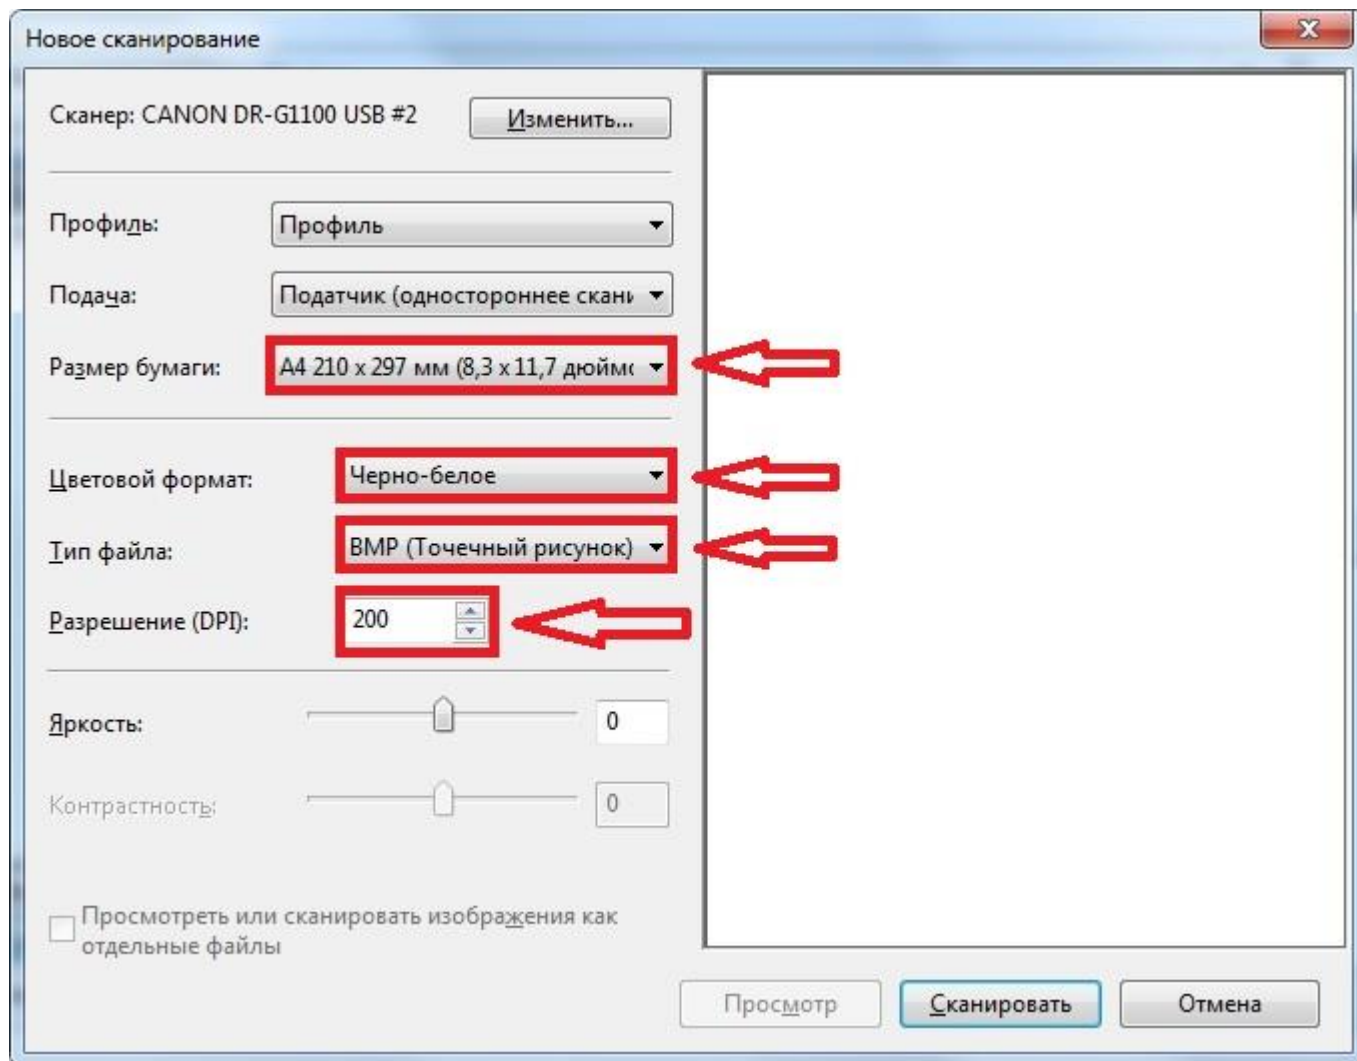 Новое сканирование
Сканер: CANON DR-G1100 USB #2 Изменить...
Профиль: Профиль
Подача: Податчик (одностороннее скани
Размер бумаги: A4 210 x 297 мм (8,3 x 11,7 дюймо
Цветовой формат: Черно-белое
Тип файла: BMP (Точечный рисунок)
Разрешение (DPI): 200
Яркость: 0
Контрастность: 0
Просмотреть или сканировать изображения как
отдельные файлы
Просмотр Сканировать Отмена